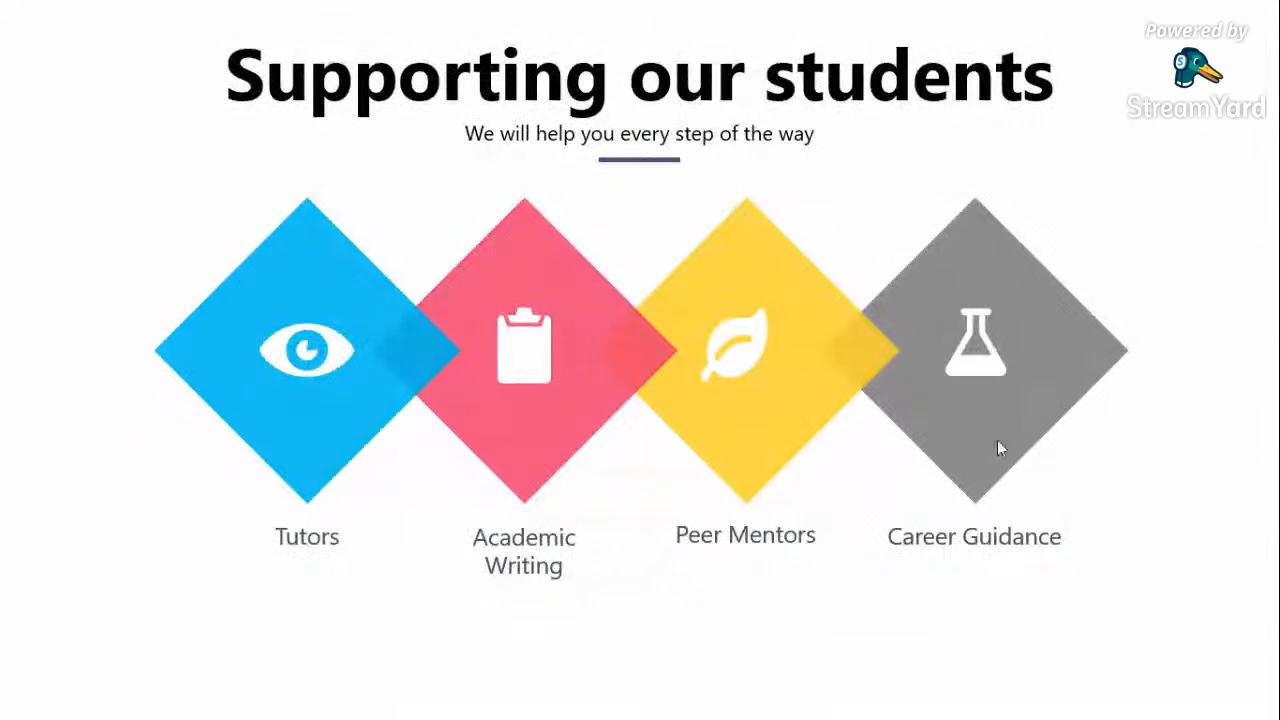 Powered by
StreamYard
Supporting our students
We will help you every step of the way
Tutors
Academic
Writing
Peer Mentors
Career Guidance